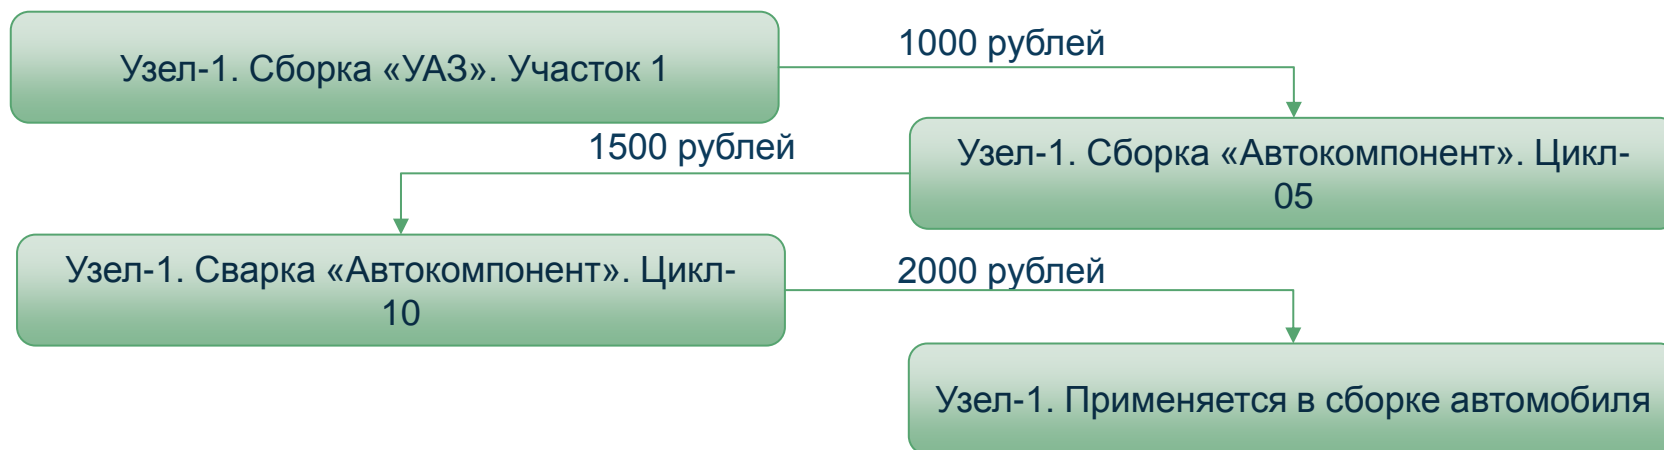 Узел-1. Сборка «УАЗ». Участок 1
1000 рублей
Узел-1. Сборка «Автокомпонент». Цикл-
05
1500 рублей
Узел-1. Сварка «Автокомпонент». Цикл-
10
2000 рублей
Узел-1. Применяется в сборке автомобиля